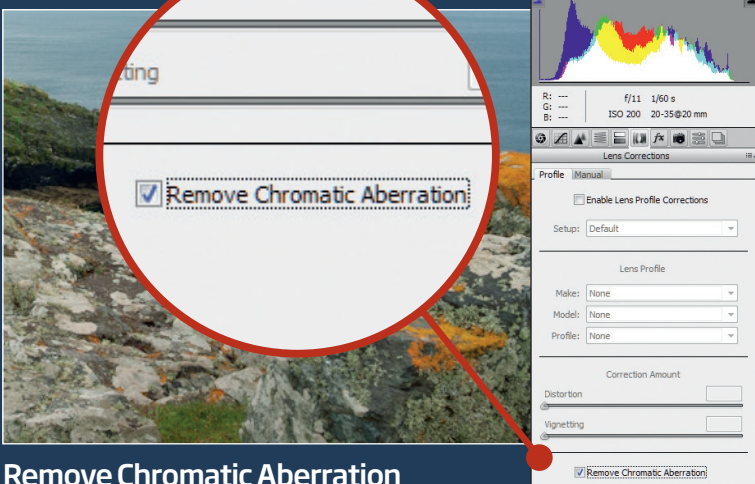 ting
Remove Chromatic Aberration
R: ---
G: ---
B: ---
f/11 1/60 s
ISO 200 20-35@20 mm
fx
Lens Corrections
Profile Manual
Enable Lens Profile Corrections
Setup: Default
Lens Profile
Make: None
Model: None
Profile: None
Correction Amount
Distortion
Vignetting
Remove Chromatic Aberration
Remove Chromatic Aberration